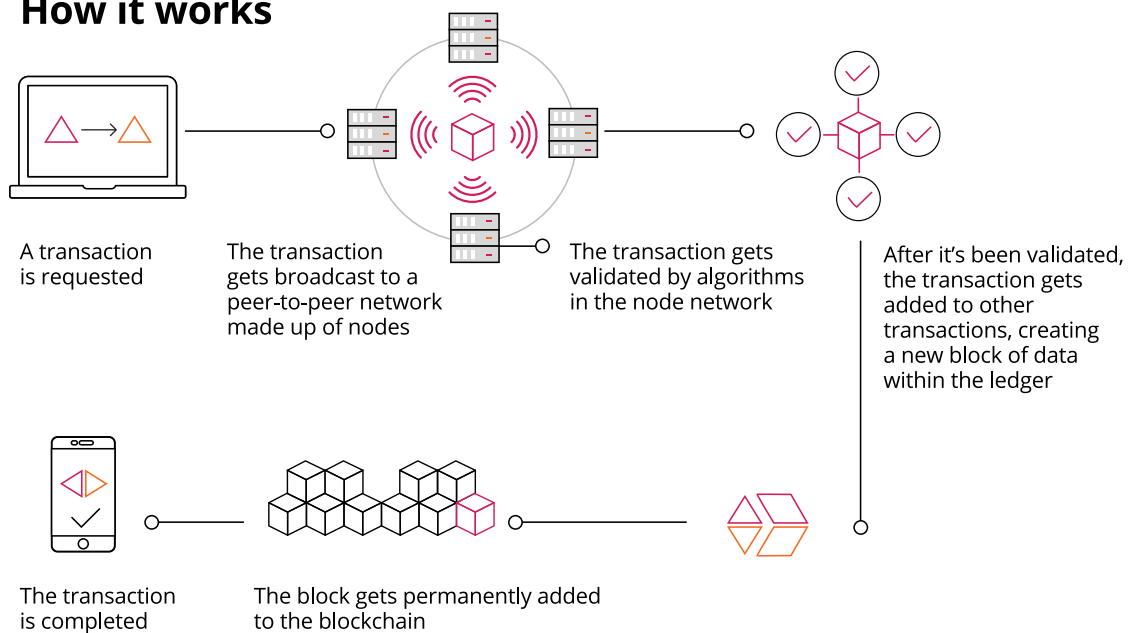 How it works
A transaction
is requested
The transaction
gets broadcast to a
peer-to-peer network
made up of nodes
The transaction gets
validated by algorithms
in the node network
After it’s been validated,
the transaction gets
added to other
transactions, creating
a new block of data
within the ledger
The transaction
is completed
The block gets permanently added
to the blockchain